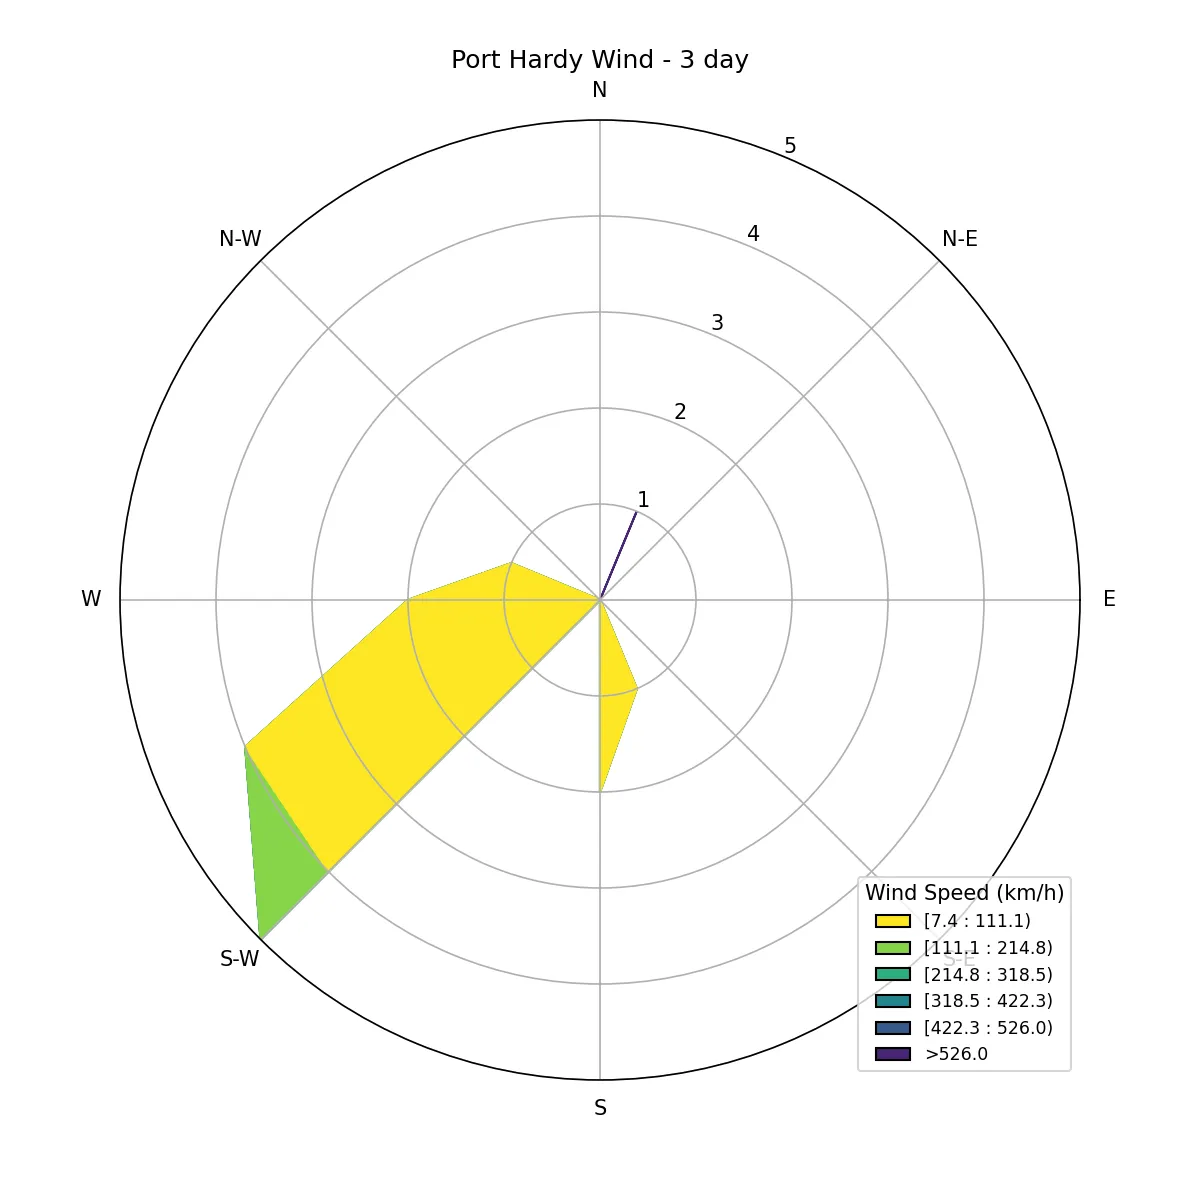 Port Hardy Wind - 3 day
N
5
N-W
4
N-E
3
2
1
W
E
S-W
S-E
S
Wind Speed (km/h)
[7.4 : 111.1)
[111.1 : 214.8)
[214.8 : 318.5)
[318.5 : 422.3)
[422.3 : 526.0)
>526.0